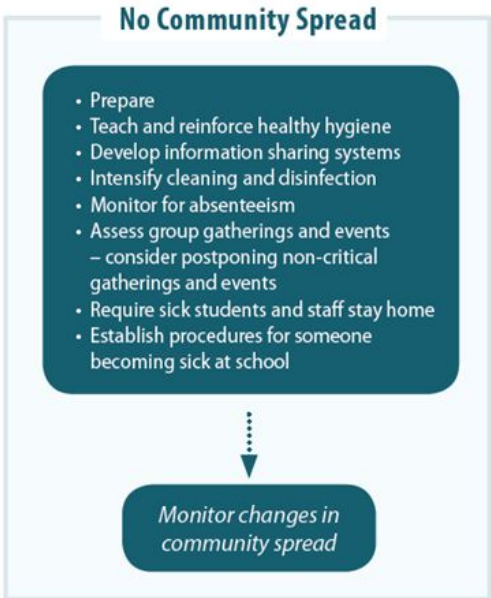 No Community Spread
• Prepare
• Teach and reinforce healthy hygiene
• Develop information sharing systems
• Intensify cleaning and disinfection
• Monitor for absenteeism
• Assess group gatherings and events
– consider postponing non-critical
gatherings and events
• Require sick students and staff stay home
• Establish procedures for someone
becoming sick at school
Monitor changes in
community spread